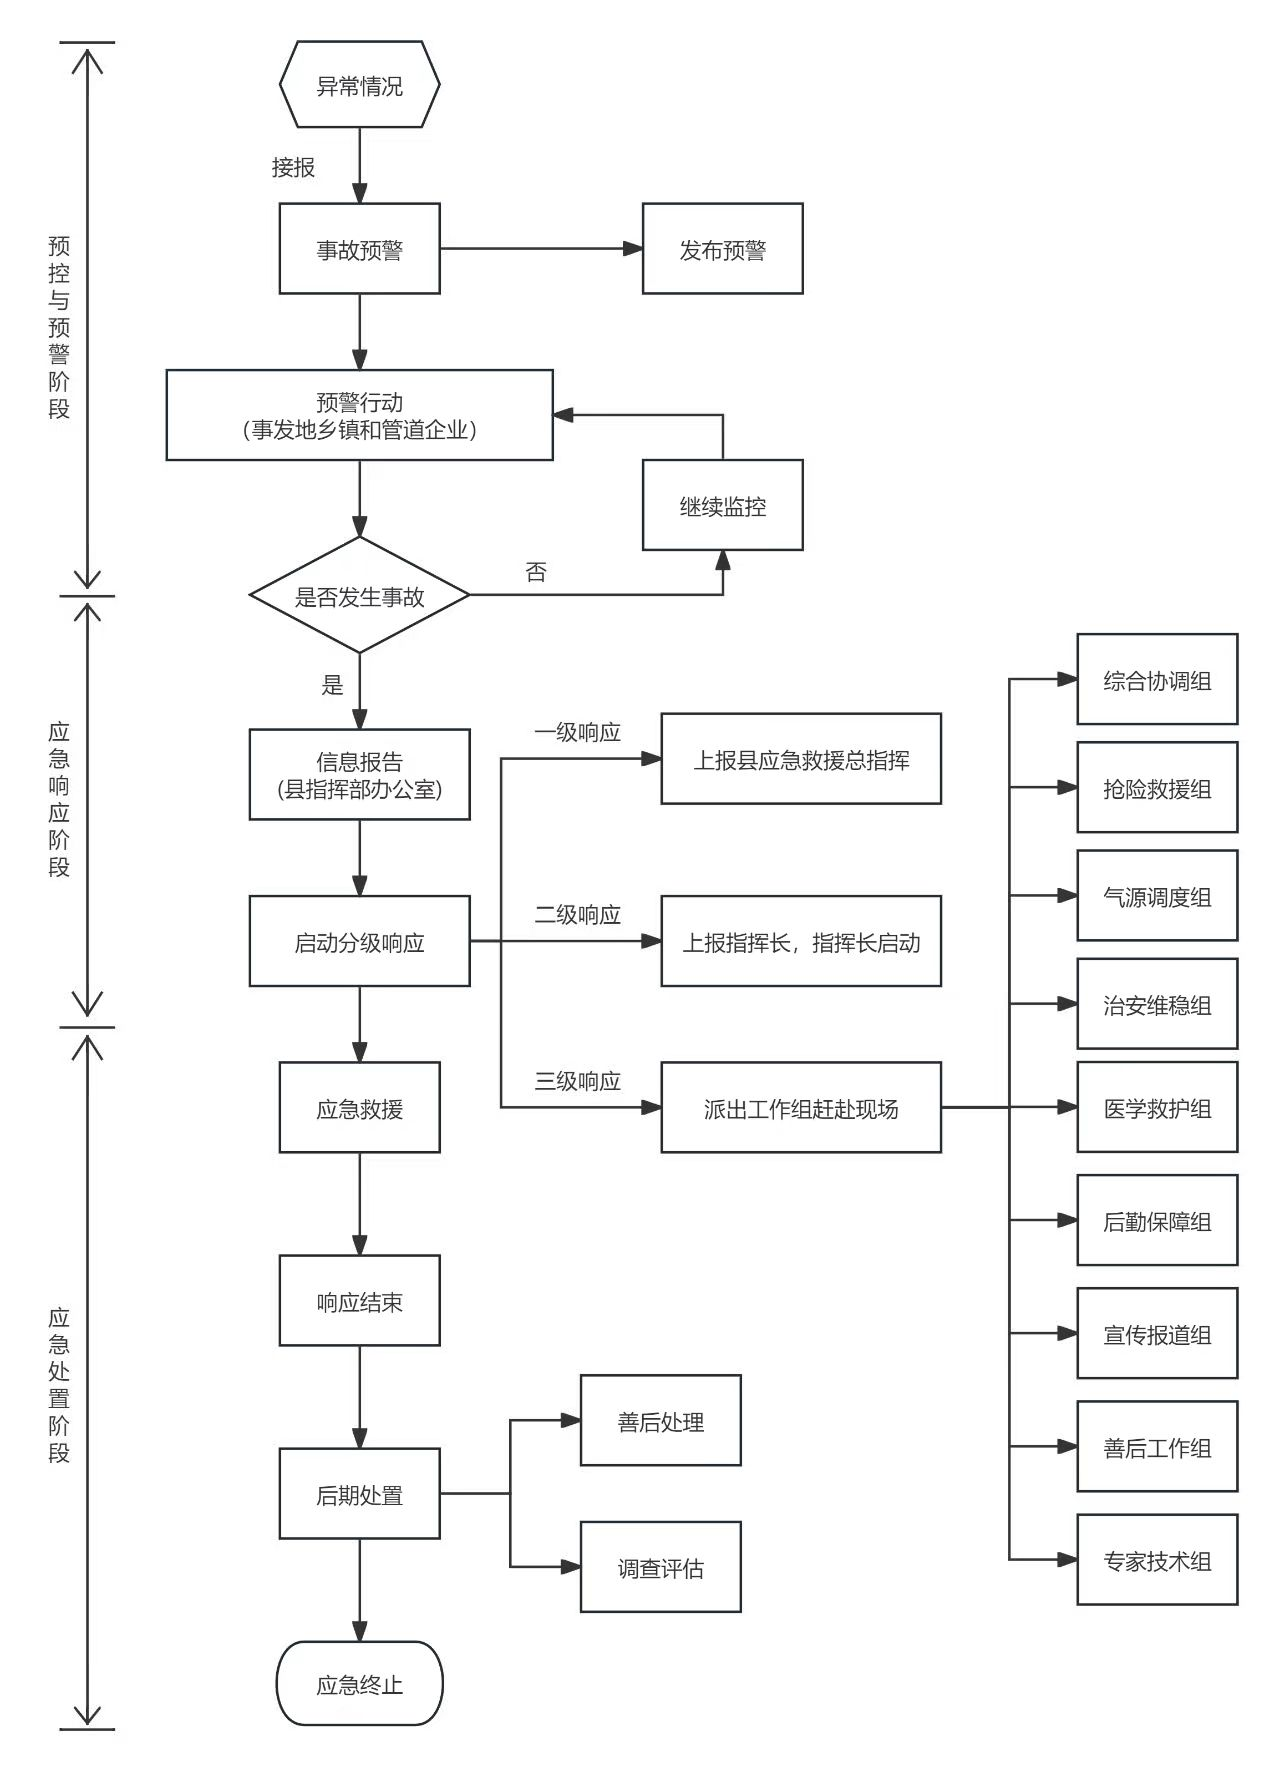 异常情况
接报
事故预警
发布预警
预控与预警阶段
预警行动
（事发地乡镇和管道企业）
继续监控
否
是否发生事故
是
应急响应阶段
信息报告
(县指挥部办公室)
启动分级响应
一级响应
上报县应急救援总指挥
二级响应
上报指挥长，指挥长启动
三级响应
派出工作组赶赴现场
综合协调组
抢险救援组
气源调度组
治安维稳组
医学救护组
后勤保障组
宣传报道组
善后工作组
专家技术组
应急处置阶段
应急救援
响应结束
后期处置
善后处理
调查评估
应急终止